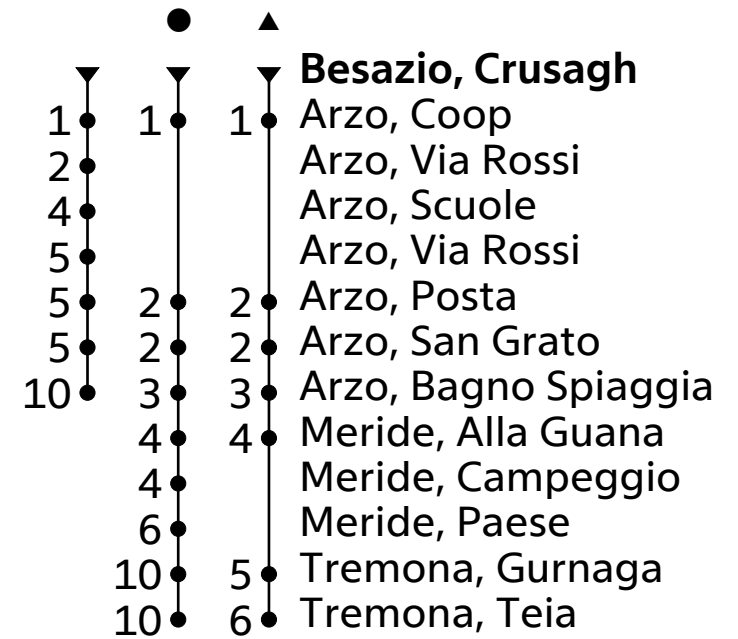 Besazio, Crusagh
1 1 1 Arzo, Coop
2 Arzo, Via Rossi
4 Arzo, Scuole
5 Arzo, Via Rossi
5 2 2 Arzo, Posta
5 2 2 Arzo, San Grato
10 3 3 Arzo, Bagno Spiaggia
4 4 Meride, Alla Guana
4 Meride, Campeggio
6 Meride, Paese
10 5 Tremona, Gurnaga
10 6 Tremona, Teia